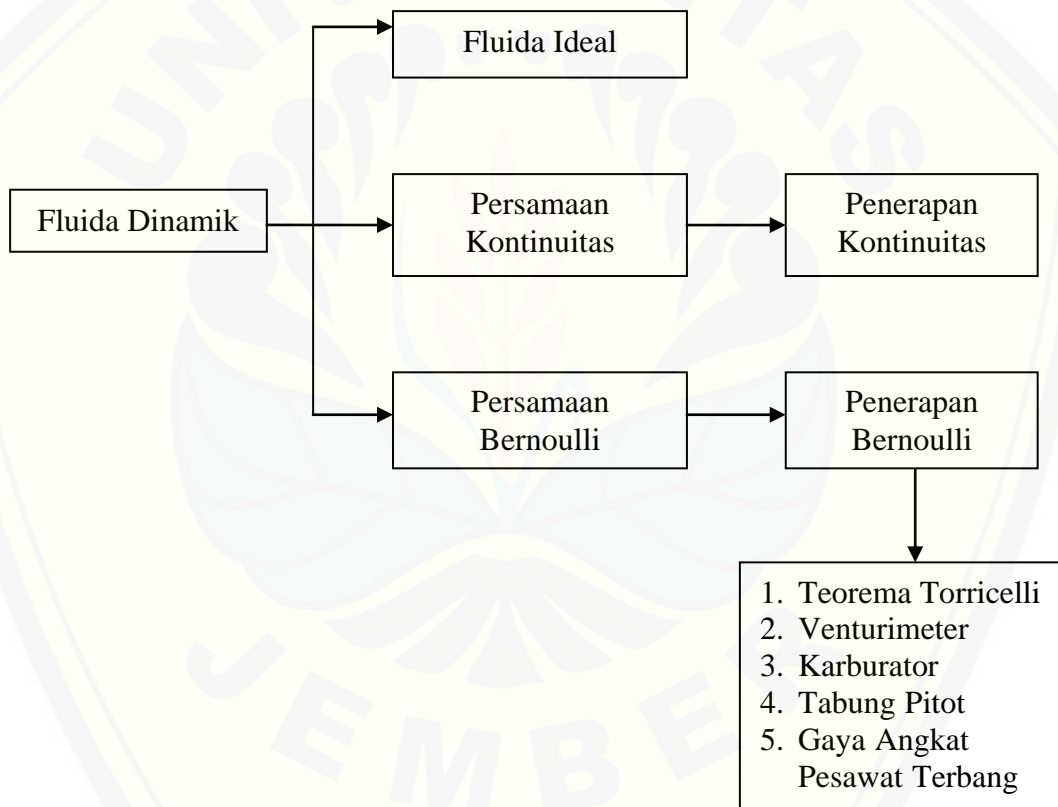 Fluida Ideal
Fluida Dinamik
Persamaan
Kontinuitas
Penerapan
Kontinuitas
Persamaan
Bernoulli
Penerapan
Bernoulli
1. Teorema Torricelli
2. Venturimeter
3. Karburator
4. Tabung Pitot
5. Gaya Angkat
Pesawat Terbang
JEMBER